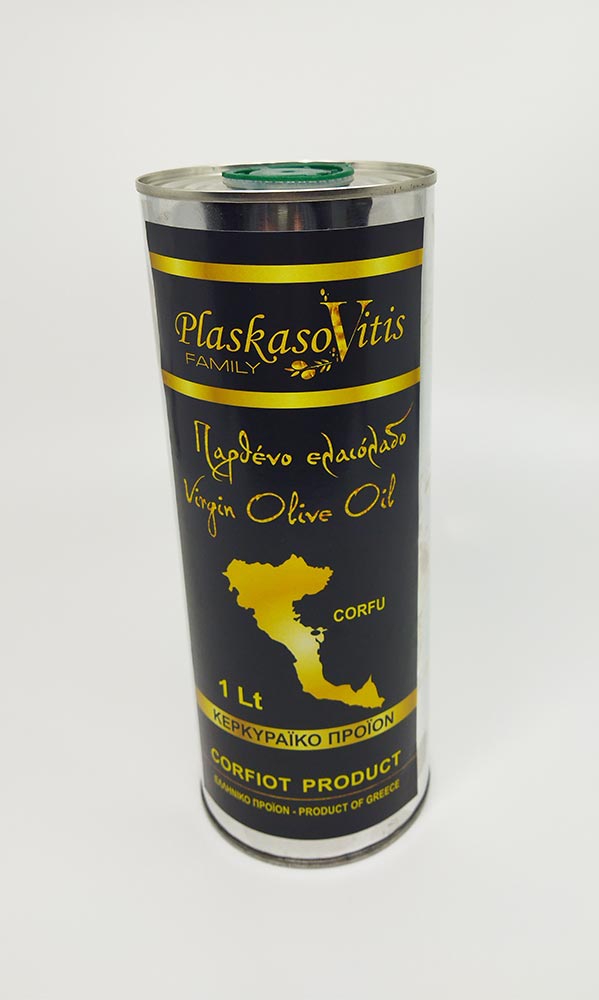 PlaskasoVitis
FAMILY
Παρθένο ελαιόλαδο
Virgin Olive Oil
CORFU
1 Lt
ΚΕΡΚΥΡΑΪΚΟ ΠΡΟΪΟΝ
CORFIOT PRODUCT
ΕΛΛΗΝΙΚΟ ΠΡΟΪΟΝ - PRODUCT OF GREECE